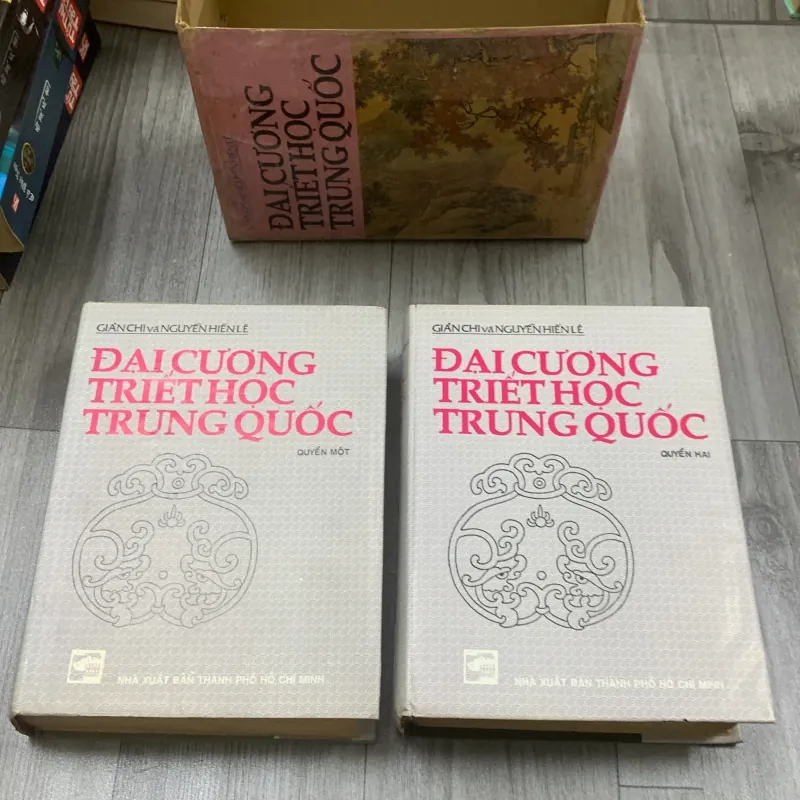 ĐẠI CƯƠNG
TRIẾT HỌC
TRUNG QUỐC
GIẢN CHI và NGUYỄN HIẾN LÊ
ĐẠI CƯƠNG
TRIẾT HỌC
TRUNG QUỐC
QUYỂN MỘT
NHÀ XUẤT BẢN THÀNH PHỐ HỒ CHÍ MINH
GIẢN CHI và NGUYỄN HIẾN LÊ
ĐẠI CƯƠNG
TRIẾT HỌC
TRUNG QUỐC
QUYỂN HAI
NHÀ XUẤT BẢN THÀNH PHỐ HỒ CHÍ MINH